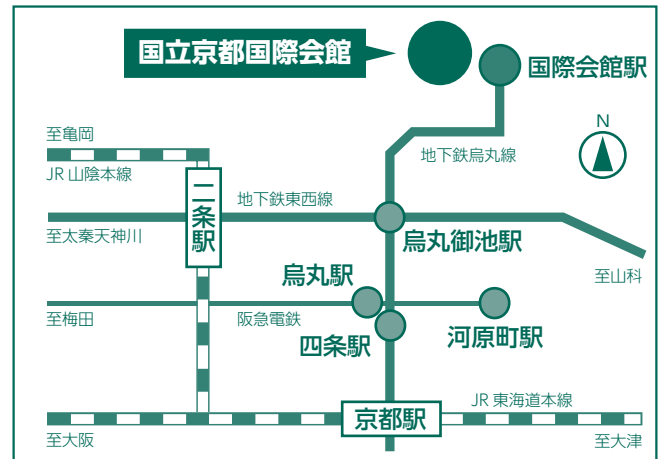 国立京都国際会館
国際会館駅
N
至亀岡
JR山陰本線
地下鉄烏丸線
二条駅
地下鉄東西線
至太秦天神川
烏丸御池駅
至山科
烏丸駅
至梅田
阪急電鉄
四条駅
河原町駅
京都駅
JR東海道本線
至大阪
至大津